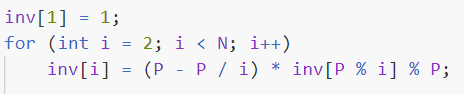 inv[1] = 1;
for (int i = 2; i < N; i++)
    inv[i] = (P - P / i) * inv[P % i] % P;